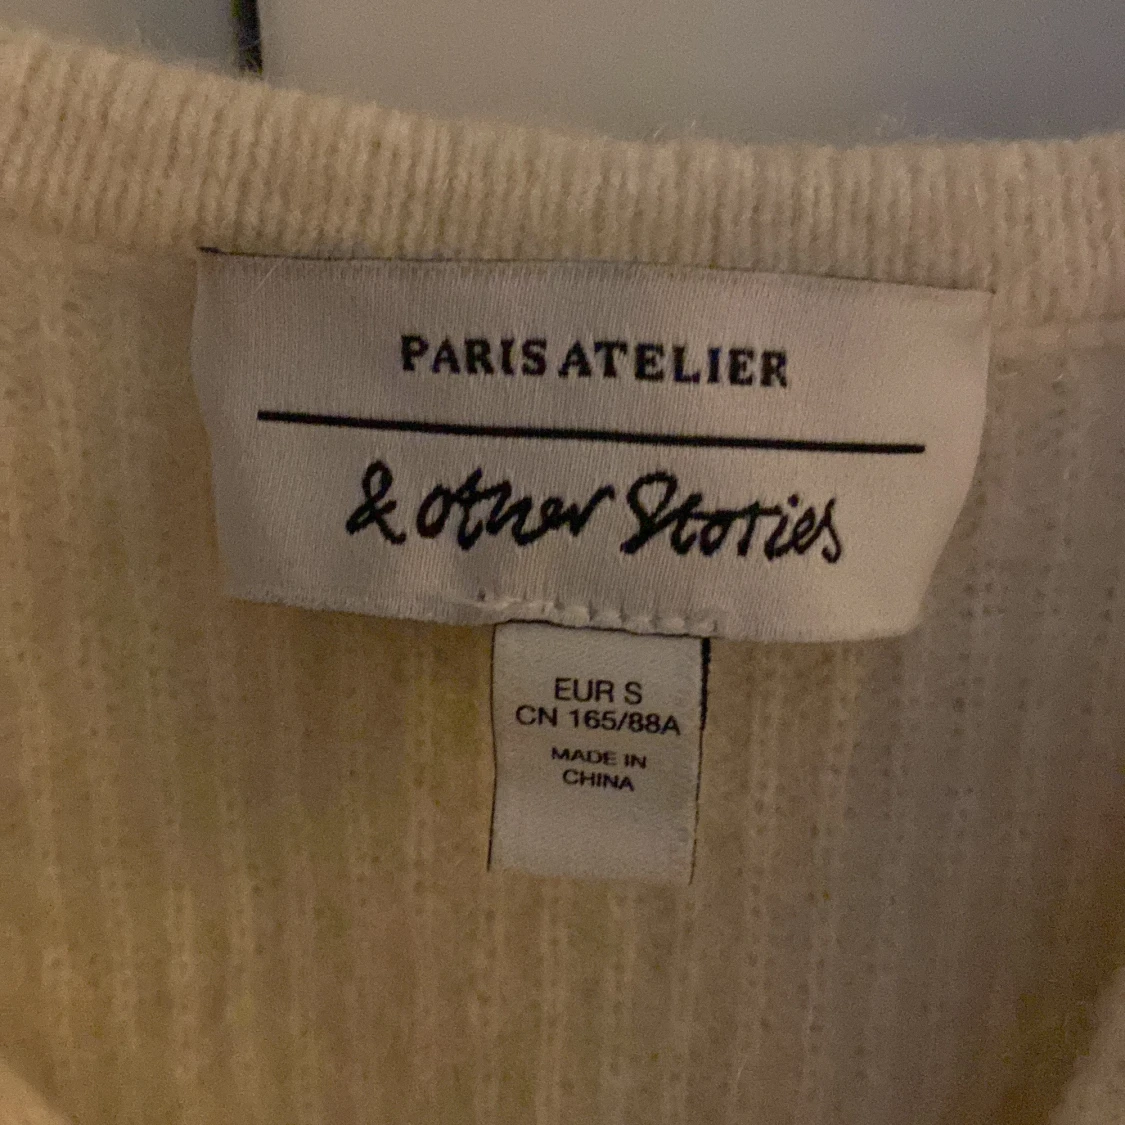 PARIS ATELIER
& other Stories
EUR S
CN 165/88A
MADE IN
CHINA